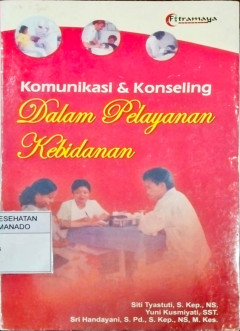 Fitramaya
Komunikasi & Konseling
Dalam Pelayanan
Kebidanan
ESEHATAN
MANADO
Siti Tyastuti, S. Kep., NS.
Yuni Kusmiyati, SST.
Sri Handayani, S. Pd., S. Kep., NS, M. Kes.